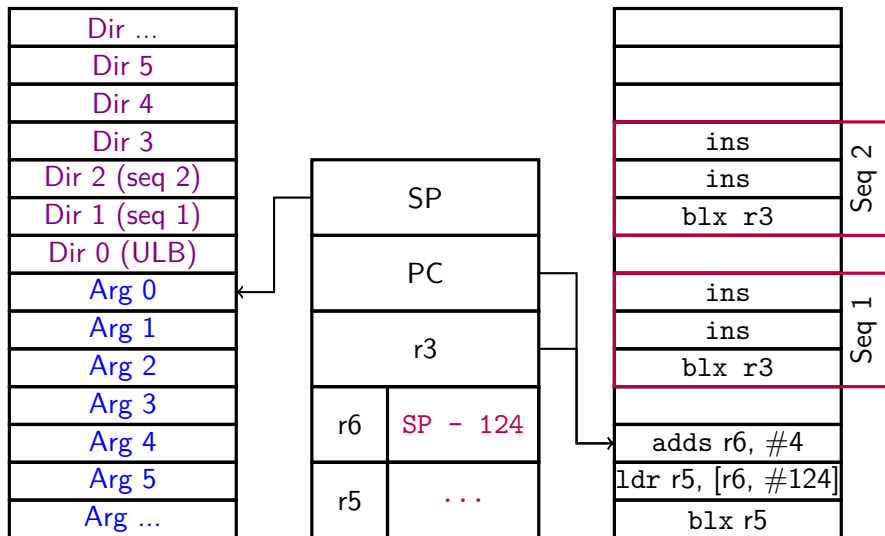 Dir ...
Dir 5
Dir 4
Dir 3
Dir 2 (seq 2)
Dir 1 (seq 1)
Dir 0 (ULB)
Arg 0
Arg 1
Arg 2
Arg 3
Arg 4
Arg 5
Arg ...
SP
PC
r3
r6
SP - 124
r5
...
ins
ins
blx r3
Seq 2
ins
ins
blx r3
Seq 1
adds r6, #4
ldr r5, [r6, #124]
blx r5